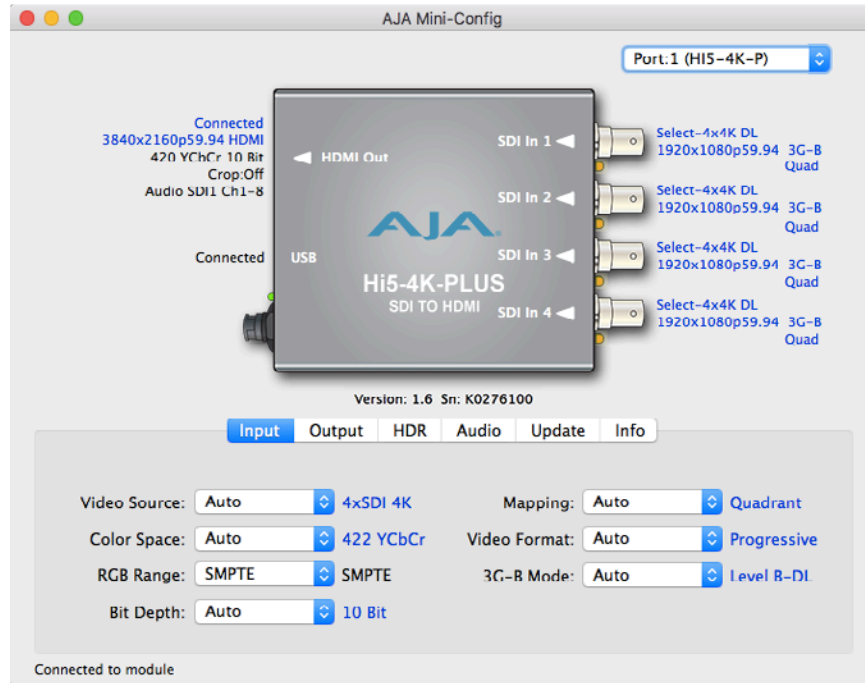 AJA Mini-Config
Port:1 (HI5-4K-P)
Connected
3840x2160p59.94 HDMI
420 YCbCr 10 Bit
Crop:Off
Audio SDI1 Ch1-8
Connected
HDMI Out
USB
AJA
Hi5-4K-PLUS
SDI TO HDMI
SDI In 1
SDI In 2
SDI In 3
SDI In 4
Select-4x4K DL
1920x1080p59.94 3G-B
Quad
Select-4x4K DL
1920x1080p59.94 3G-B
Quad
Select-4x4K DL
1920x1080p59.94 3G-B
Quad
Select-4x4K DL
1920x1080p59.94 3G-B
Quad
Version: 1.6 Sn: K0276100
Input Output HDR Audio Update Info
Video Source: Auto 4xSDI 4K Mapping: Auto Quadrant
Color Space: Auto 422 YCbCr Video Format: Auto Progressive
RGB Range: SMPTE SMPTE 3G-B Mode: Auto Level B-DL
Bit Depth: Auto 10 Bit
Connected to module